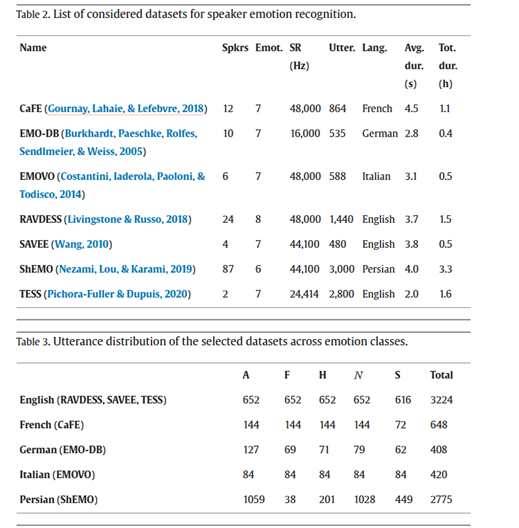 Table 2. List of considered datasets for speaker emotion recognition.
Name Spkrs Emot. SR (Hz) Utter. Lang. Avg. dur. (s) Tot. dur. (h)
CaFE (Gournay, Lahaie, & Lefebvre, 2018) 12 7 48,000 864 French 4.5 1.1
EMO-DB (Burkhardt, Paeschke, Rolfes, 10 7 16,000 535 German 2.8 0.4
Sendlmeier, & Weiss, 2005)
EMOVO (Costantini, Iaderola, Paoloni, & 6 7 48,000 588 Italian 3.1 0.5
Todisco, 2014)
RAVDESS (Livingstone & Russo, 2018) 24 8 48,000 1,440 English 3.7 1.5
SAVEE (Wang, 2010) 4 7 44,100 480 English 3.8 0.5
ShEMO (Nezami, Lou, & Karami, 2019) 87 6 44,100 3,000 Persian 4.0 3.3
TESS (Pichora-Fuller & Dupuis, 2020) 2 7 24,414 2,800 English 2.0 1.6
Table 3. Utterance distribution of the selected datasets across emotion classes.
A F H N S Total
English (RAVDESS, SAVEE, TESS) 652 652 652 652 616 3224
French (CaFE) 144 144 144 144 72 648
German (EMO-DB) 127 69 71 79 62 408
Italian (EMOVO) 84 84 84 84 84 420
Persian (ShEMO) 1059 38 201 1028 449 2775